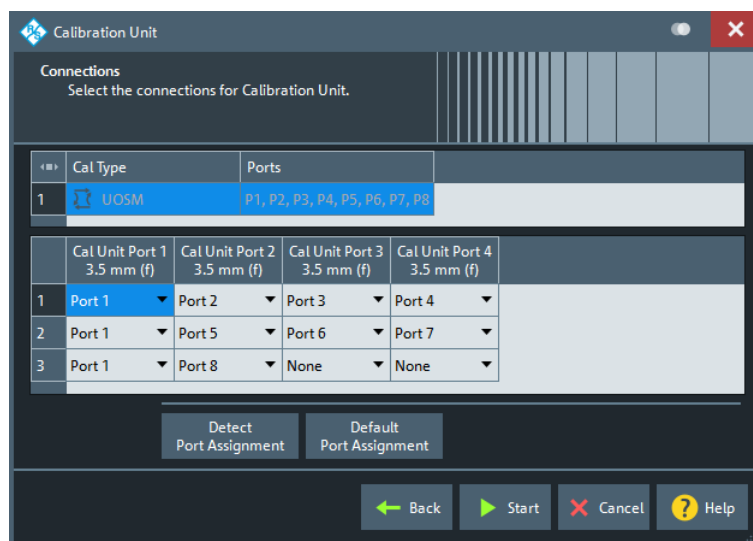 Calibration Unit
Connections
Select the connections for Calibration Unit.
Cal Type Ports
1 UOSM P1, P2, P3, P4, P5, P6, P7, P8
Cal Unit Port 1 Cal Unit Port 2 Cal Unit Port 3 Cal Unit Port 4
3.5 mm (f) 3.5 mm (f) 3.5 mm (f) 3.5 mm (f)
1 Port 1 Port 2 Port 3 Port 4
2 Port 1 Port 5 Port 6 Port 7
3 Port 1 Port 8 None None
Detect Default
Port Assignment Port Assignment
Back Start Cancel ? Help